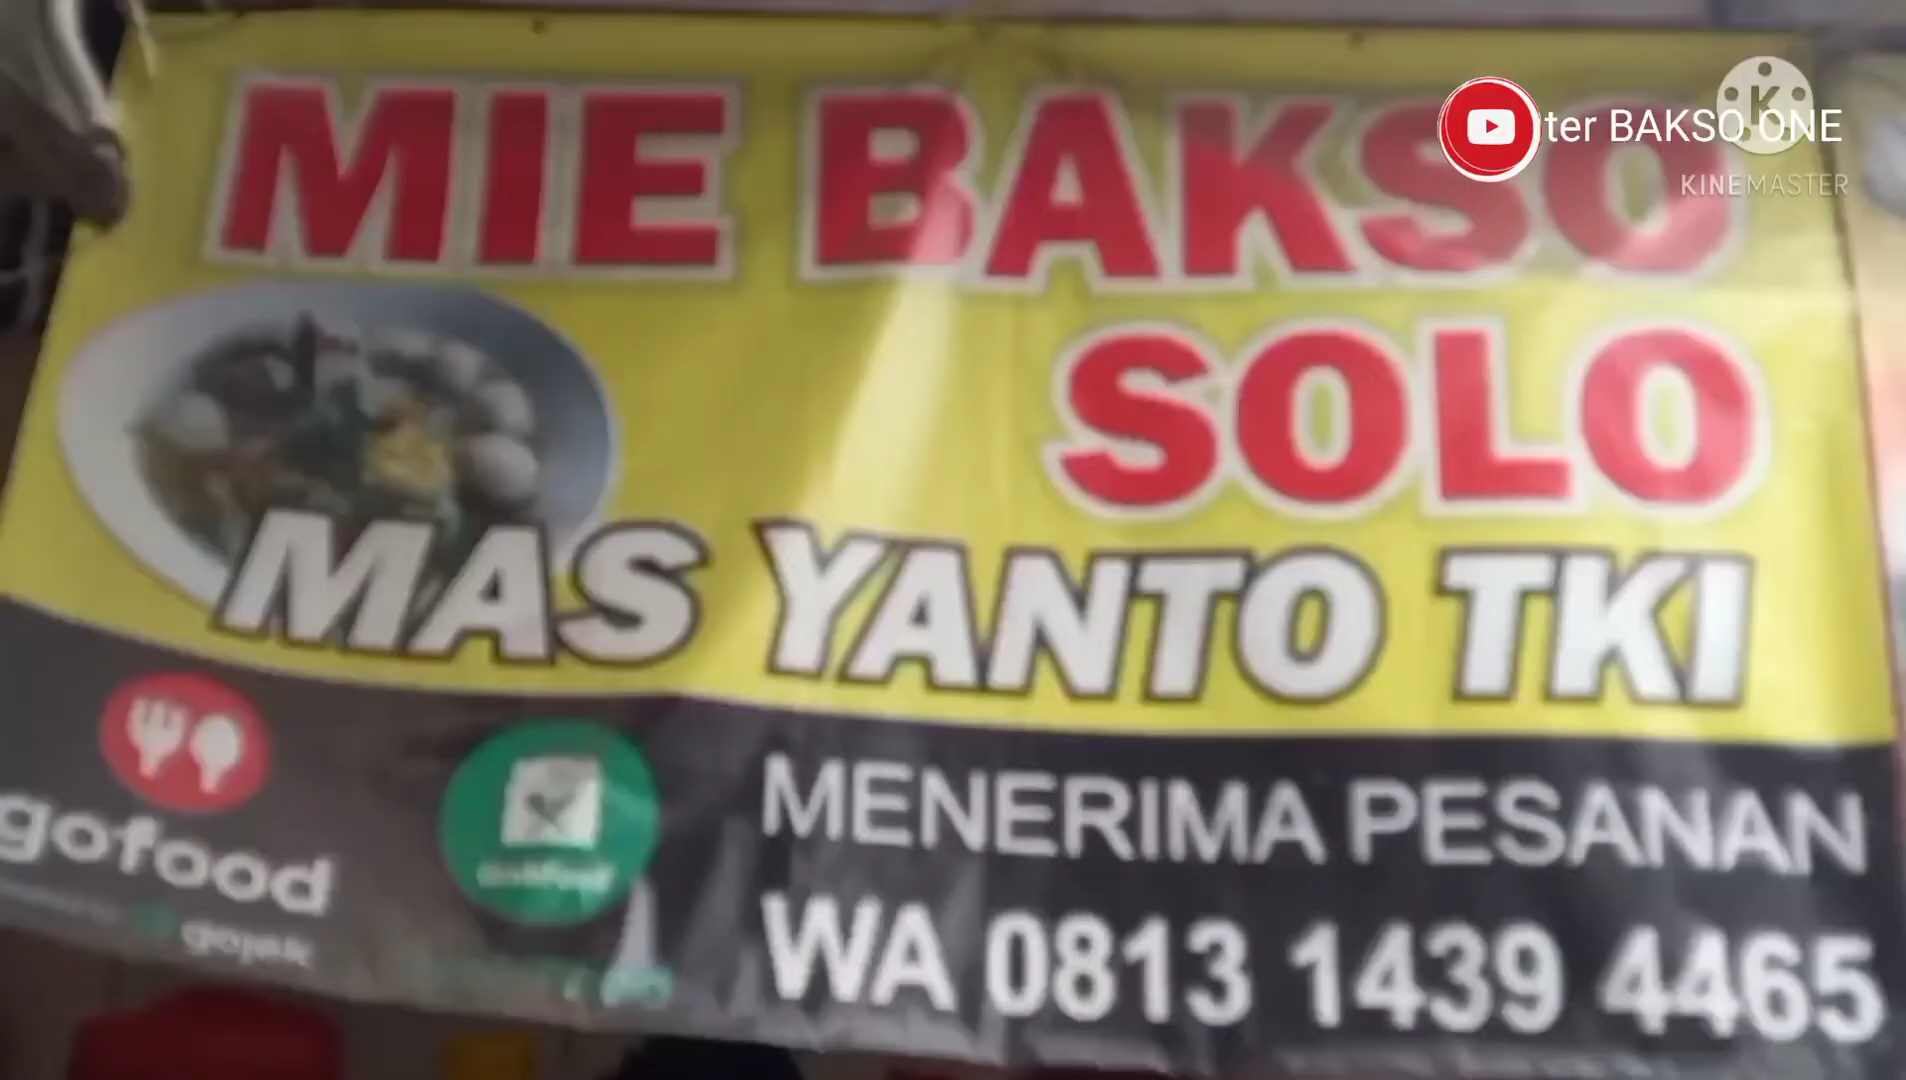 MIE BAKSO
ter BAKSO ONE
KINEMASTER
SOLO
MAS YANTO TKI
gofood
gojek
MENERIMA PESANAN
WA 0813 1439 4465